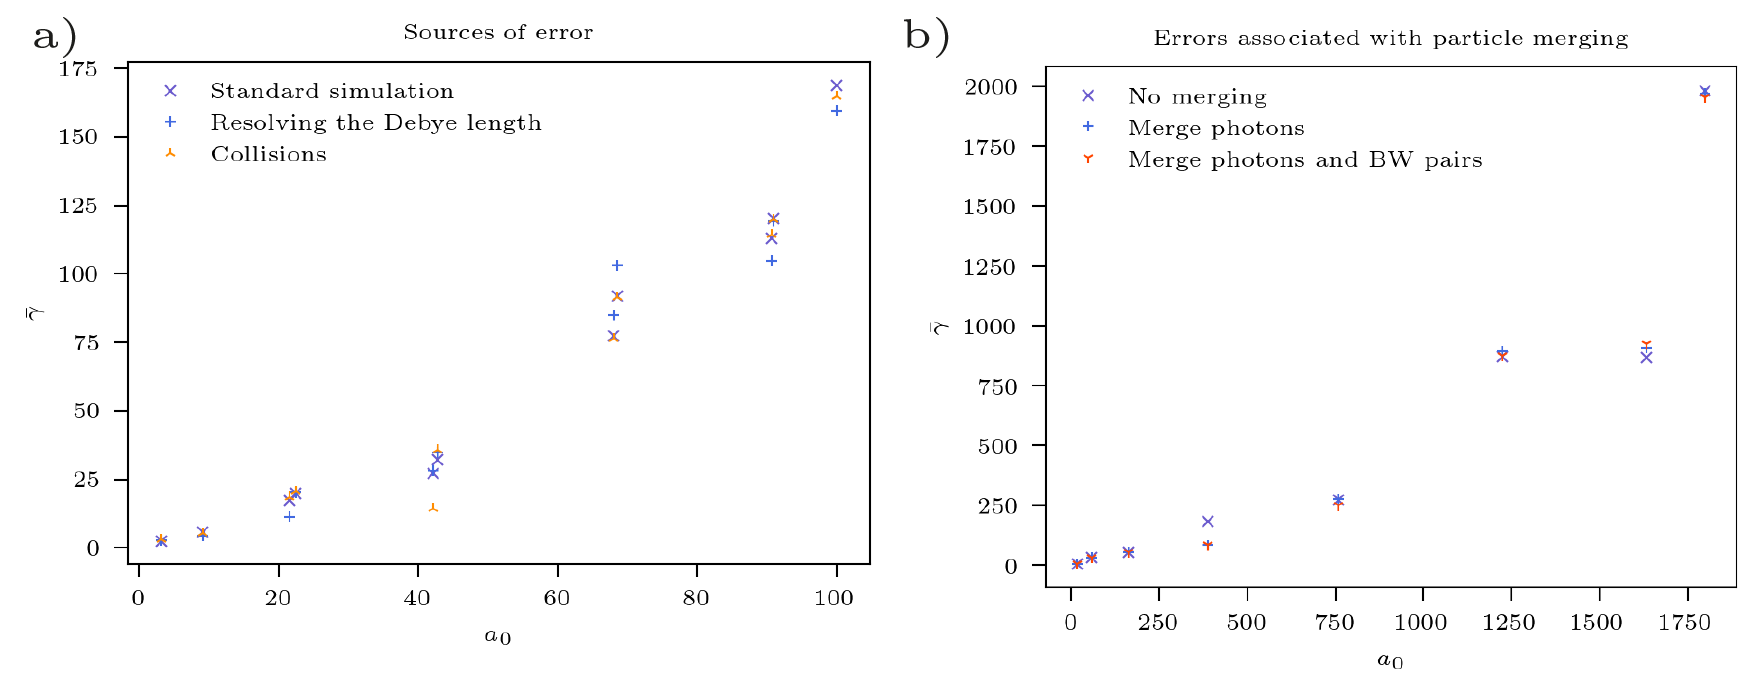 a)
Sources of error
Standard simulation
Resolving the Debye length
Collisions
175
150
125
100
75
50
25
0
γ̄
0 20 40 60 80 100
a₀
b)
Errors associated with particle merging
No merging
Merge photons
Merge photons and BW pairs
2000
1750
1500
1250
1000
750
500
250
0
γ̄
0 250 500 750 1000 1250 1500 1750
a₀